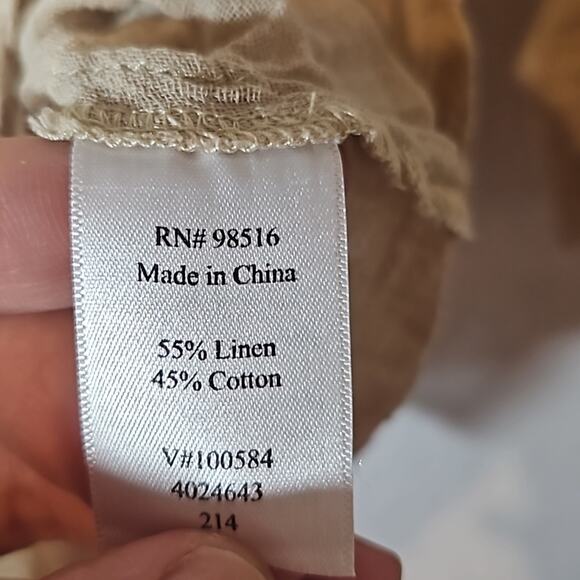 RN# 98516
Made in China
55% Linen
45% Cotton
V#100584
4024643
214